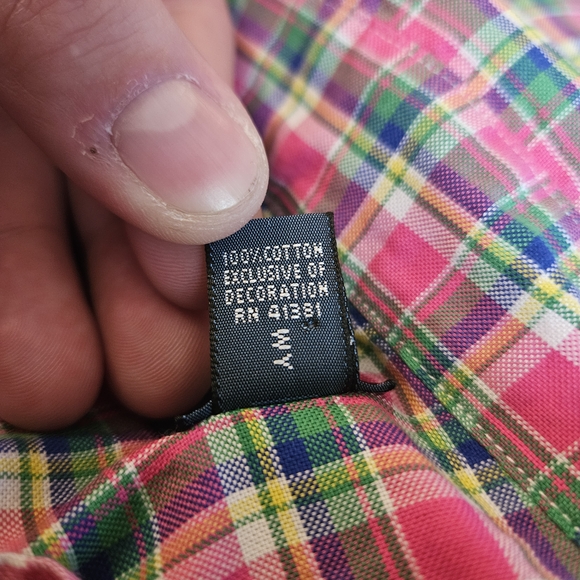 100% COTTON
EXCLUSIVE OF
DECORATION
RN 41381
WY